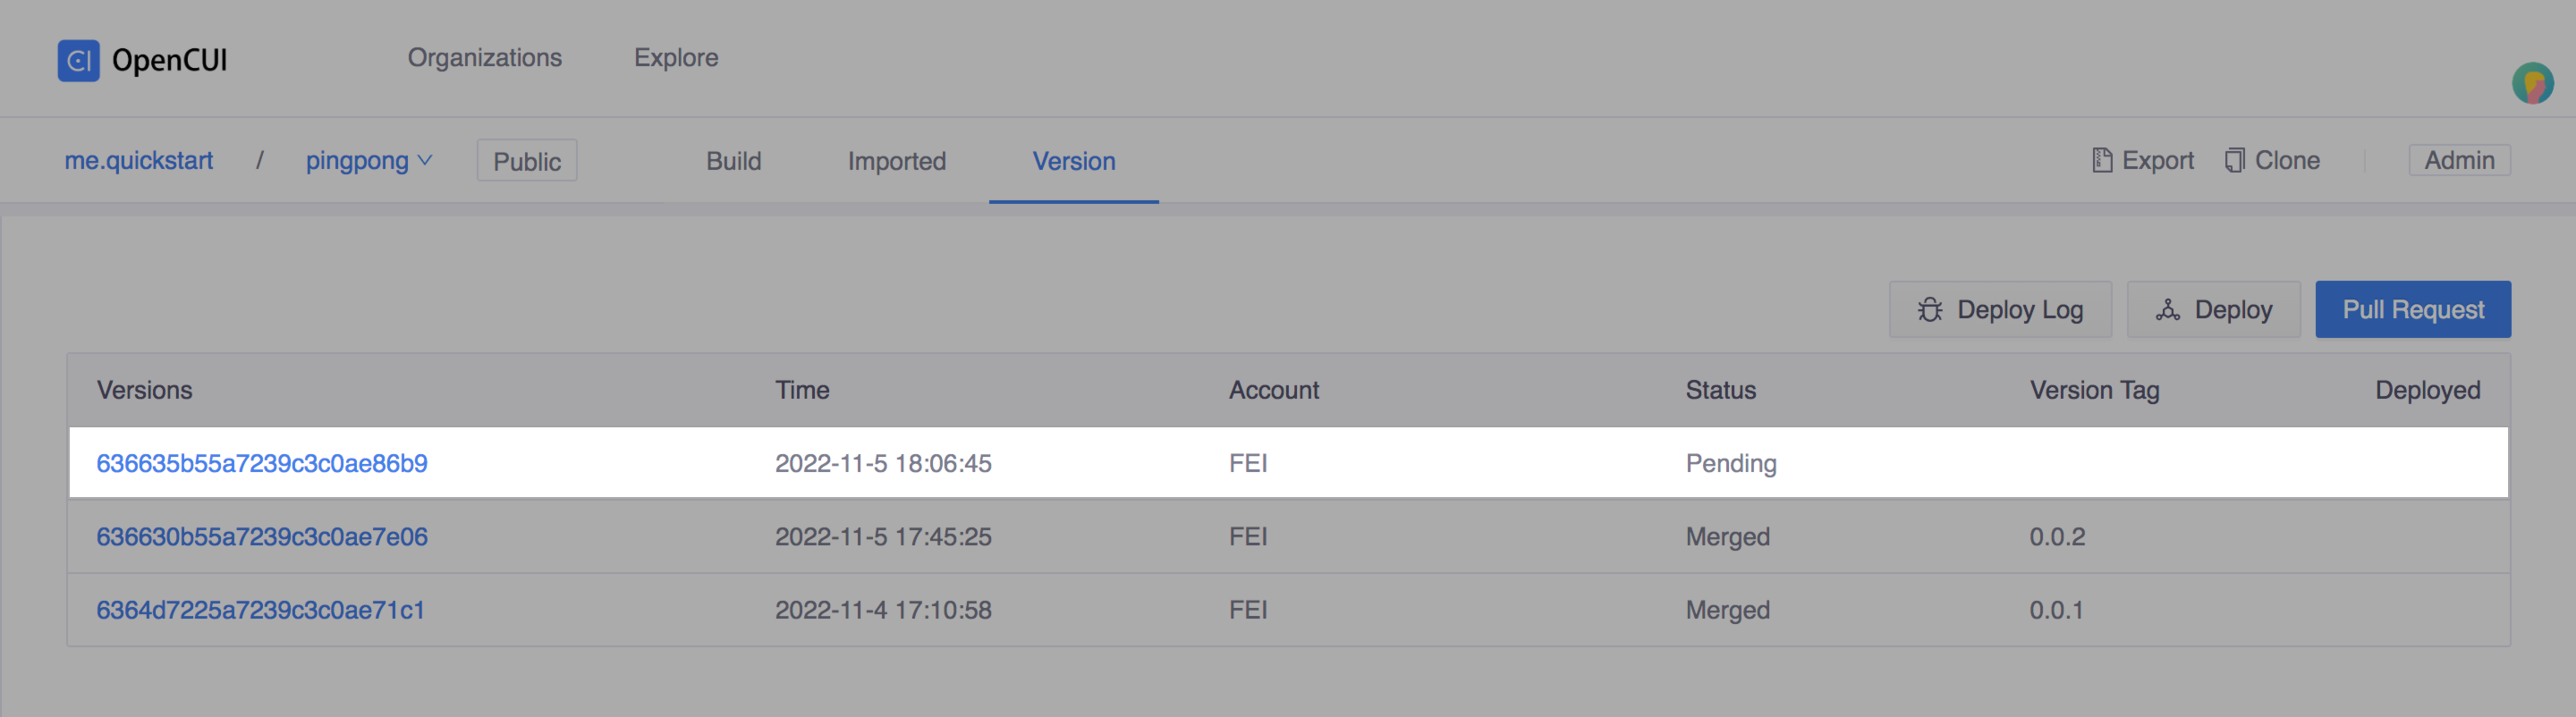 CI OpenCUI Organizations Explore
me.quickstart / pingpong Public Build Imported Version Export Clone Admin
Deploy Log Deploy Pull Request
Versions Time Account Status Version Tag Deployed
636635b55a7239c3c0ae86b9 2022-11-5 18:06:45 FEI Pending
636630b55a7239c3c0ae7e06 2022-11-5 17:45:25 FEI Merged 0.0.2
6364d7225a7239c3c0ae71c1 2022-11-4 17:10:58 FEI Merged 0.0.1